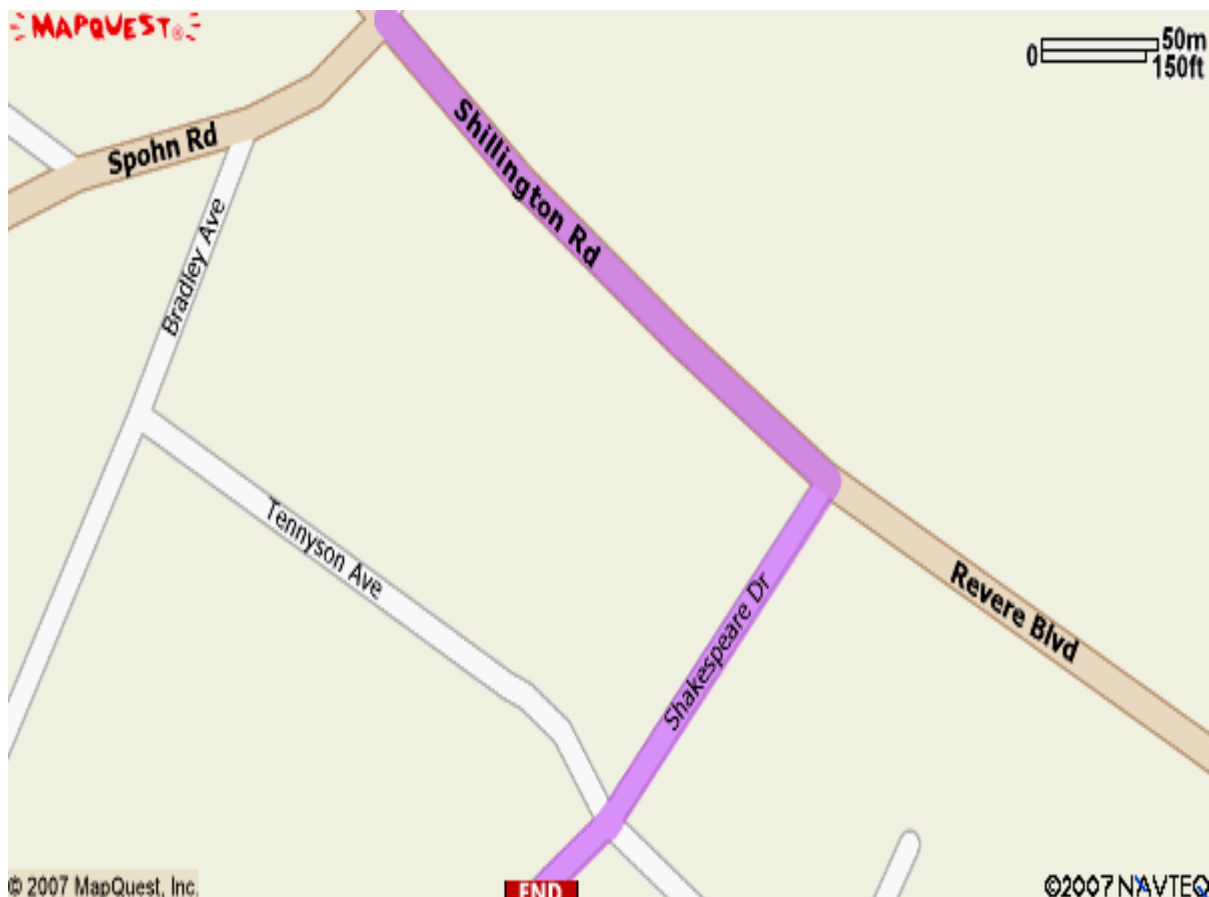 MAPQUEST®
50m
0
150ft
Shillington Rd
Spohn Rd
Bradley Ave
Tennyson Ave
Revere Blvd
Shakespeare Dr
© 2007 MapQuest, Inc.
END
©2007 NAVTEQ